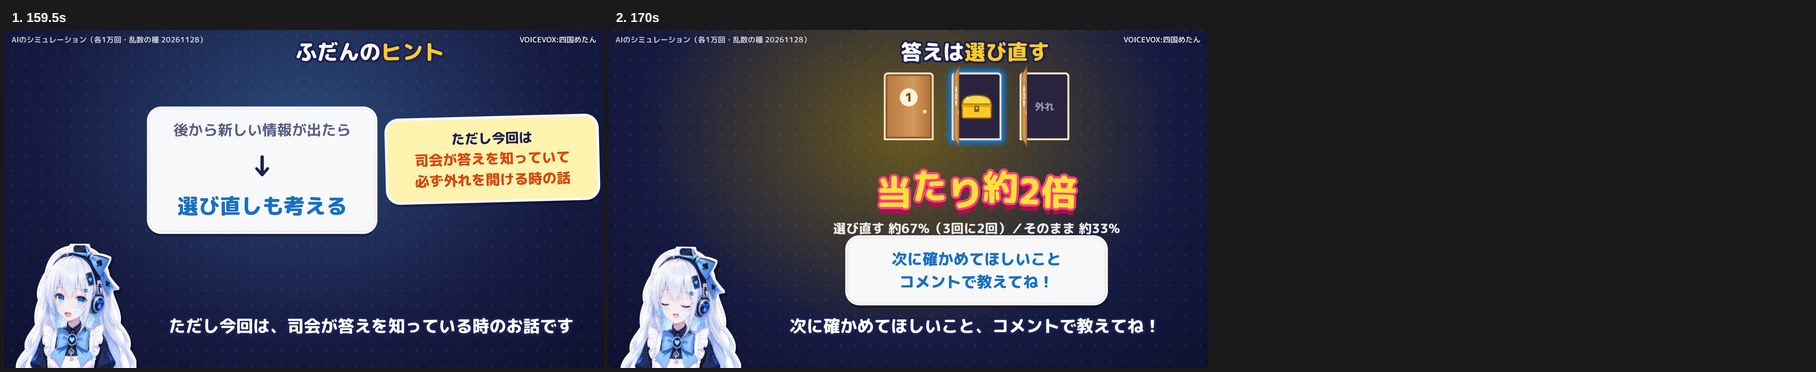 1. 159.5s
AIのシミュレーション（各1万回・乱数の種 20261128）
VOICEVOX:四国めたん
ふだんのヒント
後から新しい情報が出たら
↓
選び直しも考える
ただし今回は
司会が答えを知っていて
必ず外れを開ける時の話
ただし今回は、司会が答えを知っている時のお話です
2. 170s
AIのシミュレーション（各1万回・乱数の種 20261128）
VOICEVOX:四国めたん
答えは選び直す
1
外れ
当たり約2倍
選び直す 約67%（3回に2回）／そのまま 約33%
次に確かめてほしいこと
コメントで教えてね！
次に確かめてほしいこと、コメントで教えてね！